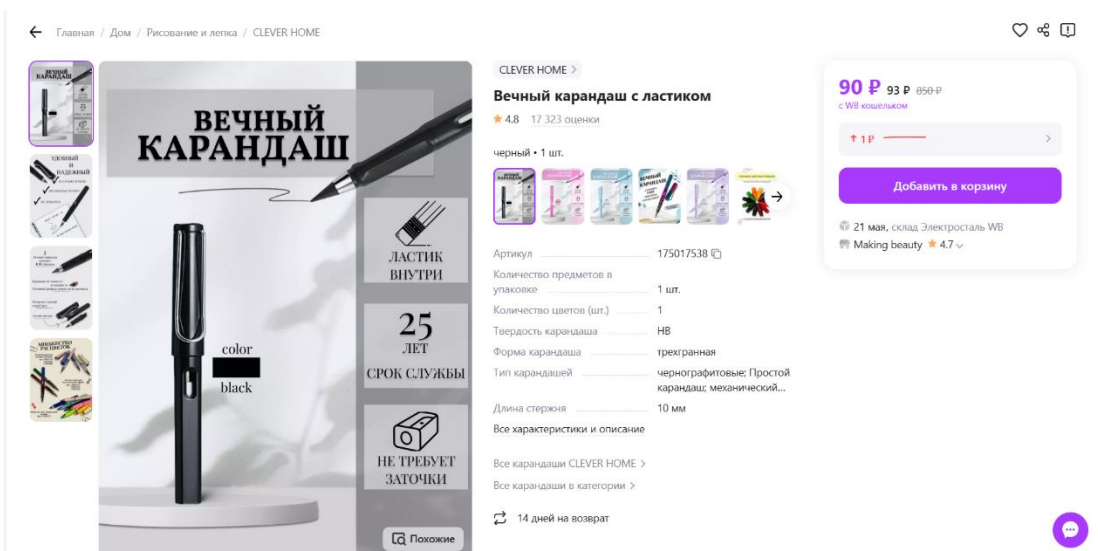 Главная / Дом / Рисование и лепка / CLEVER HOME
ВЕЧНЫЙ
КАРАНДАШ
УДОБНЫЙ
И
НАДЕЖНЫЙ
ВЕЧНЫЙ
КАРАНДАШ
ЛАСТИК
ВНУТРИ
25
ЛЕТ
СРОК СЛУЖБЫ
color
black
НЕ ТРЕБУЕТ
ЗАТОЧКИ
Похожие
CLEVER HOME >
Вечный карандаш с ластиком
4.8 17 323 оценки
черный • 1 шт.
Артикул 175017538
Количество предметов в
упаковке 1 шт.
Количество цветов (шт.) 1
Твердость карандаша HB
Форма карандаша трехгранная
Тип карандашей чернографитовые; Простой
карандаш; механический...
Длина стержня 10 мм
Все характеристики и описание
Все карандаши CLEVER HOME >
Все карандаши в категории >
14 дней на возврат
90 ₽ 93 ₽ 850 ₽
с WB кошельком
↑ 1 ₽
Добавить в корзину
21 мая, склад Электросталь WB
Making beauty 4.7